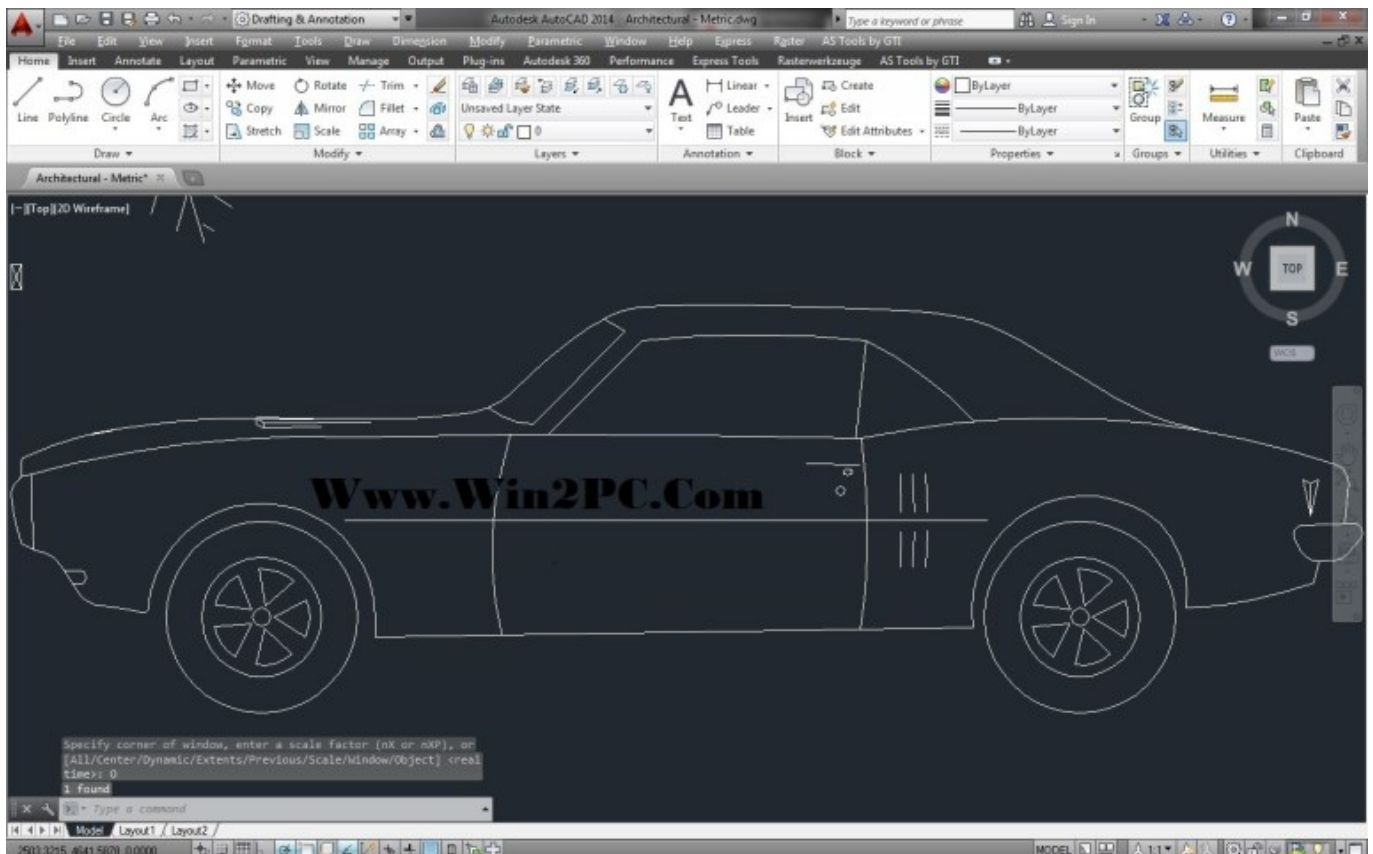 Drafting & Annotation Autodesk AutoCAD 2014 Architectural - Metric.dwg Type a keyword or phrase Sign In
File Edit View Insert Format Tools Draw Dimension Modify Parametric Window Help Express Raster AS Tools by GTI
Home Insert Annotate Layout Parametric View Manage Output Plug-ins Autodesk 360 Performance Express Tools Rasterwerkzeuge AS Tools by GTI
Line Polyline Circle Arc
Move Rotate Trim
Copy Mirror Fillet
Stretch Scale Array
Unsaved Layer State
0
Text
Linear
Leader
Table
Insert
Create
Edit
Edit Attributes
ByLayer
ByLayer
ByLayer
Group
Measure
Paste
Draw Modify Layers Annotation Block Properties Groups Utilities Clipboard
Architectural - Metric*
[-][Top][2D Wireframe]
N
W TOP E
S
WCS
Www.Win2PC.Com
Specify corner of window, enter a scale factor (nX or nXP), or
[All/Center/Dynamic/Extents/Previous/Scale/Window/Object] <real
time>: O
1 found
Type a command
Model Layout1 Layout2
2503.3215, 4641.5879, 0.0000 MODEL 1:1